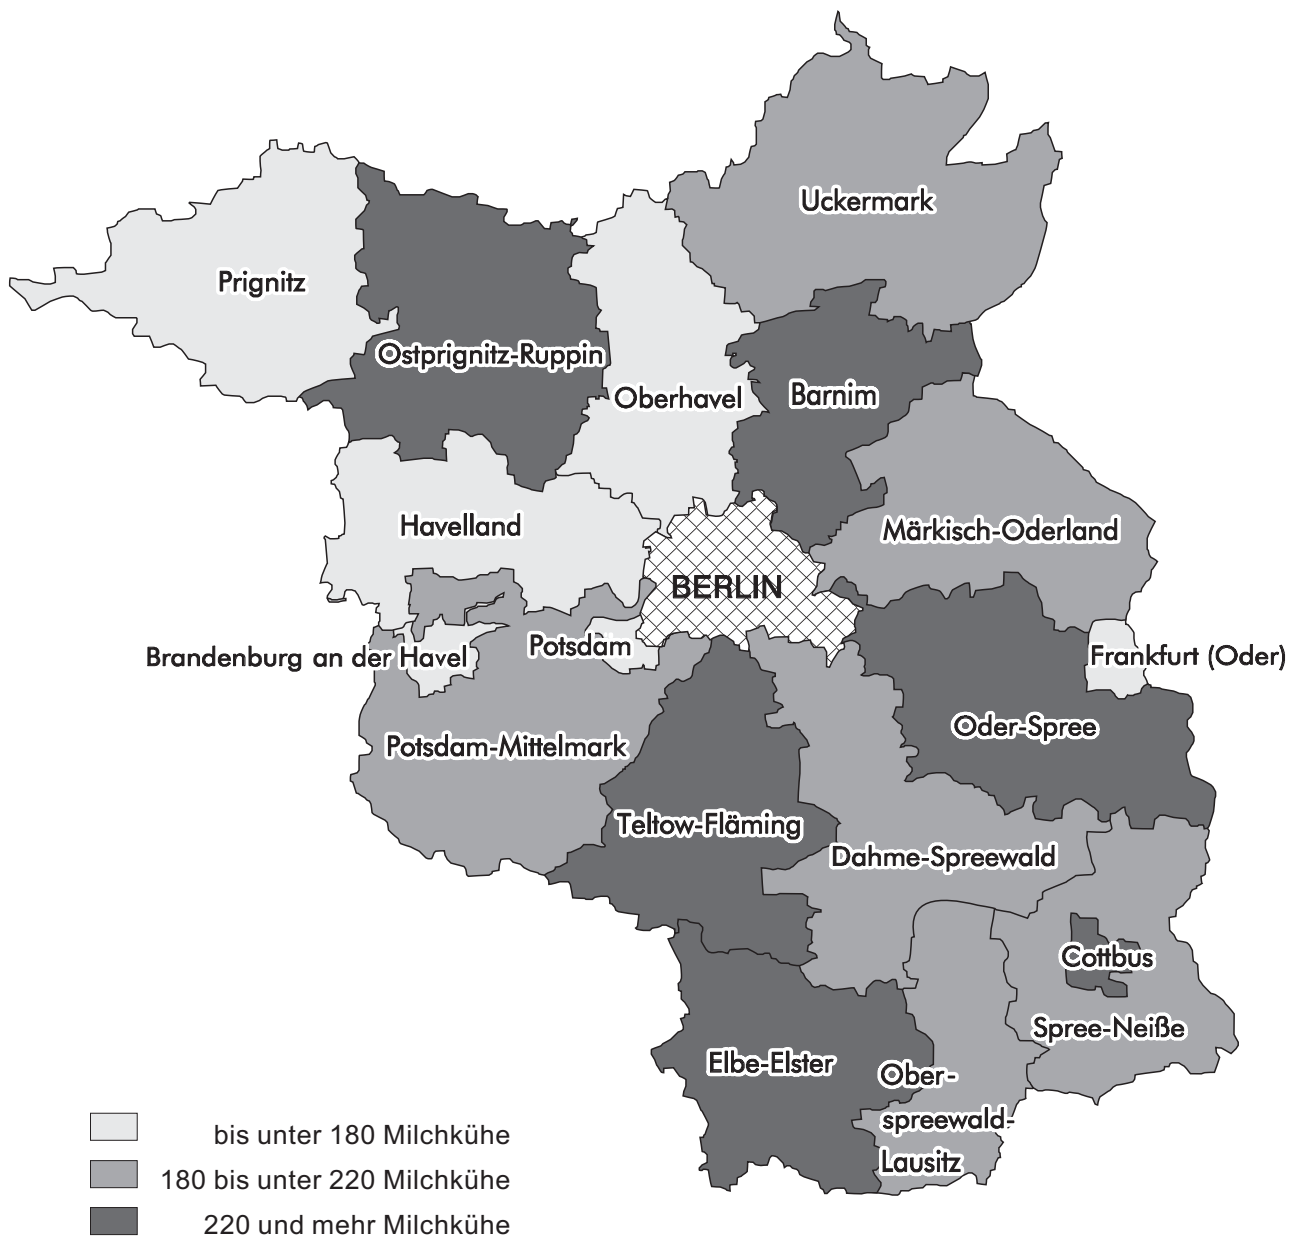 Uckermark
Prignitz
Ostprignitz-Ruppin
Oberhavel
Barnim
Havelland
Märkisch-Oderland
BERLIN
Brandenburg an der Havel
Potsdam
Frankfurt (Oder)
Potsdam-Mittelmark
Oder-Spree
Teltow-Fläming
Dahme-Spreewald
Cottbus
Spree-Neiße
Elbe-Elster
Ober-
spreewald-
Lausitz
bis unter 180 Milchkühe
180 bis unter 220 Milchkühe
220 und mehr Milchkühe